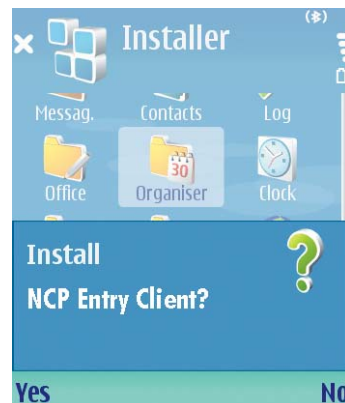 Installer
Messag. Contacts Log
Office Organiser Clock
30
Install
NCP Entry Client?
Yes No